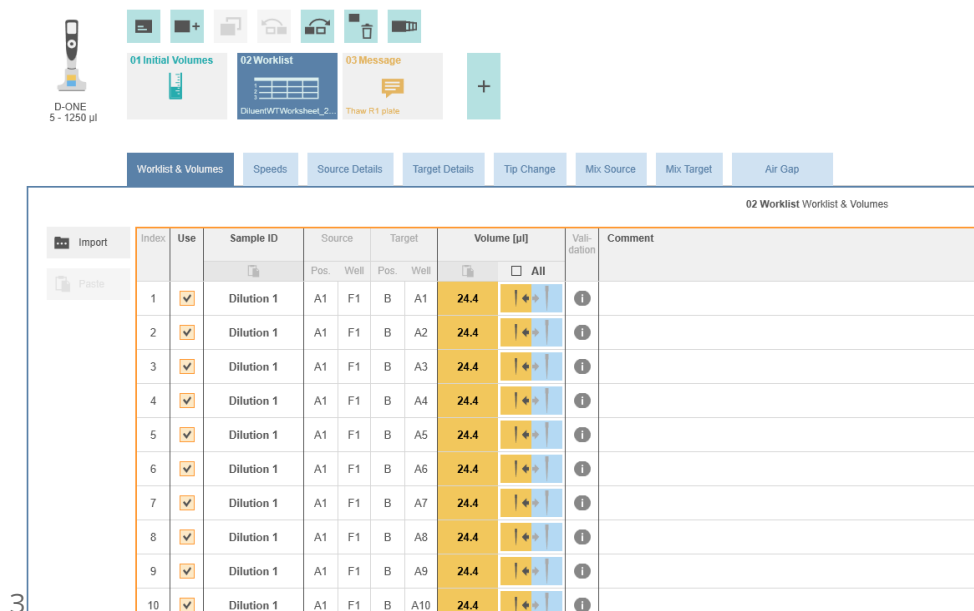 D-ONE
5 - 1250 µl
01 Initial Volumes
02 Worklist
DiluentWTWorksheet_2...
03 Message
Thaw R1 plate
+
Worklist & Volumes Speeds Source Details Target Details Tip Change Mix Source Mix Target Air Gap
02 Worklist Worklist & Volumes
Import
Paste
Index Use Sample ID Source Target Volume [µl] Vali-dation Comment
Pos. Well Pos. Well All
1 Dilution 1 A1 F1 B A1 24.4
2 Dilution 1 A1 F1 B A2 24.4
3 Dilution 1 A1 F1 B A3 24.4
4 Dilution 1 A1 F1 B A4 24.4
5 Dilution 1 A1 F1 B A5 24.4
6 Dilution 1 A1 F1 B A6 24.4
7 Dilution 1 A1 F1 B A7 24.4
8 Dilution 1 A1 F1 B A8 24.4
9 Dilution 1 A1 F1 B A9 24.4
10 Dilution 1 A1 F1 B A10 24.4
3